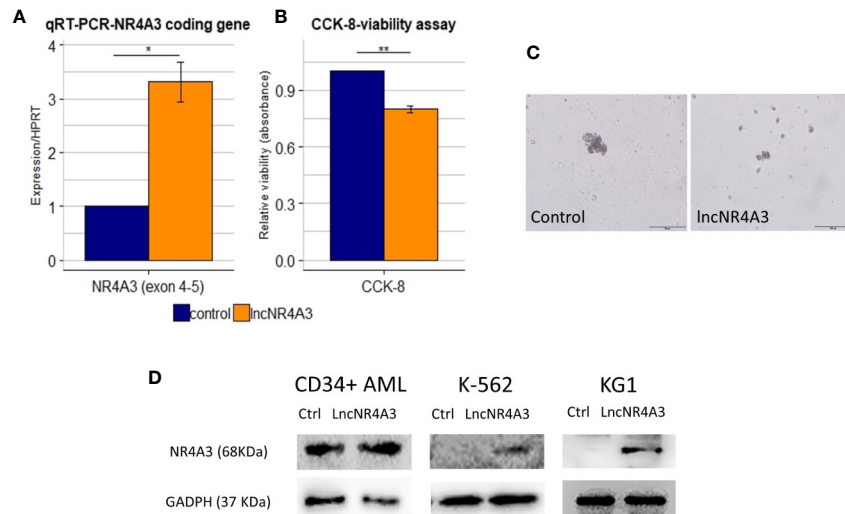 A
qRT-PCR-NR4A3 coding gene
*
4
3
2
1
0
Expression/HPRT
NR4A3 (exon 4-5)
B
CCK-8-viability assay
**
0.9
0.6
0.3
0.0
Relative viability (absorbance)
CCK-8
control lncNR4A3
C
Control
lncNR4A3
D
CD34+ AML K-562 KG1
Ctrl LncNR4A3 Ctrl LncNR4A3 Ctrl LncNR4A3
NR4A3 (68KDa)
GADPH (37 KDa)